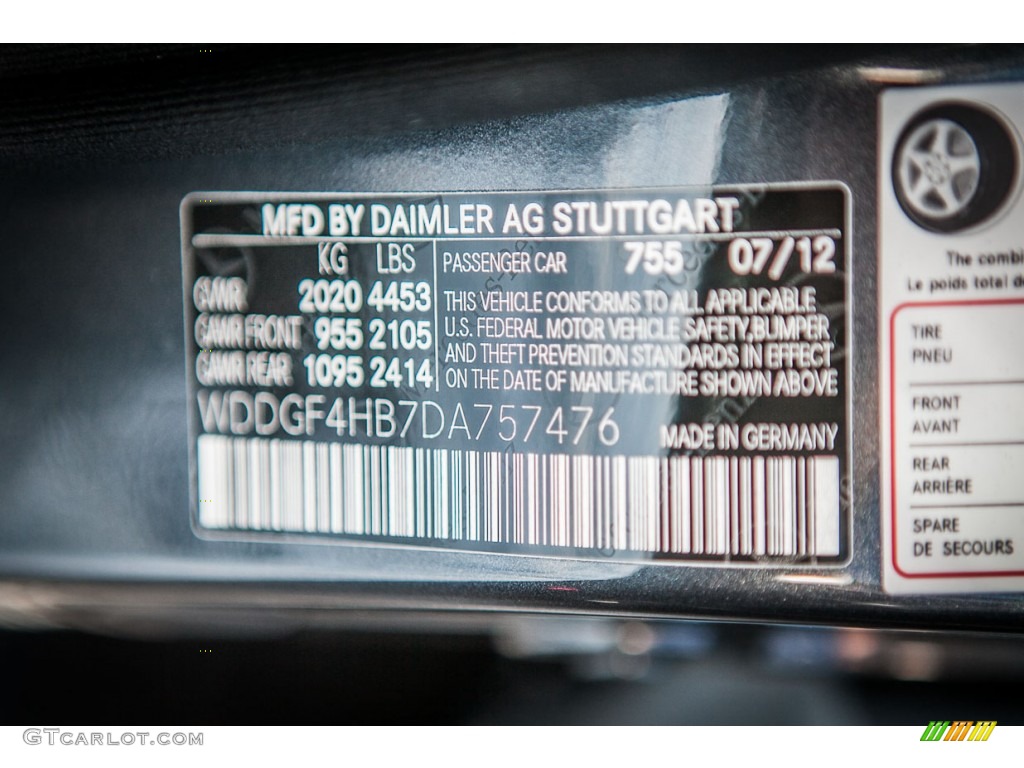 MFD BY DAIMLER AG STUTTGART
KG LBS PASSENGER CAR 755 07/12
GVWR 2020 4453
GAWR FRONT 955 2105
GAWR REAR 1095 2414
THIS VEHICLE CONFORMS TO ALL APPLICABLE
U.S. FEDERAL MOTOR VEHICLE SAFETY, BUMPER
AND THEFT PREVENTION STANDARDS IN EFFECT
ON THE DATE OF MANUFACTURE SHOWN ABOVE
WDDGF4HB7DA757476 MADE IN GERMANY
The combi
Le poids total de
TIRE
PNEU
FRONT
AVANT
REAR
ARRIÈRE
SPARE
DE SECOURS
GTCARLOT.COM